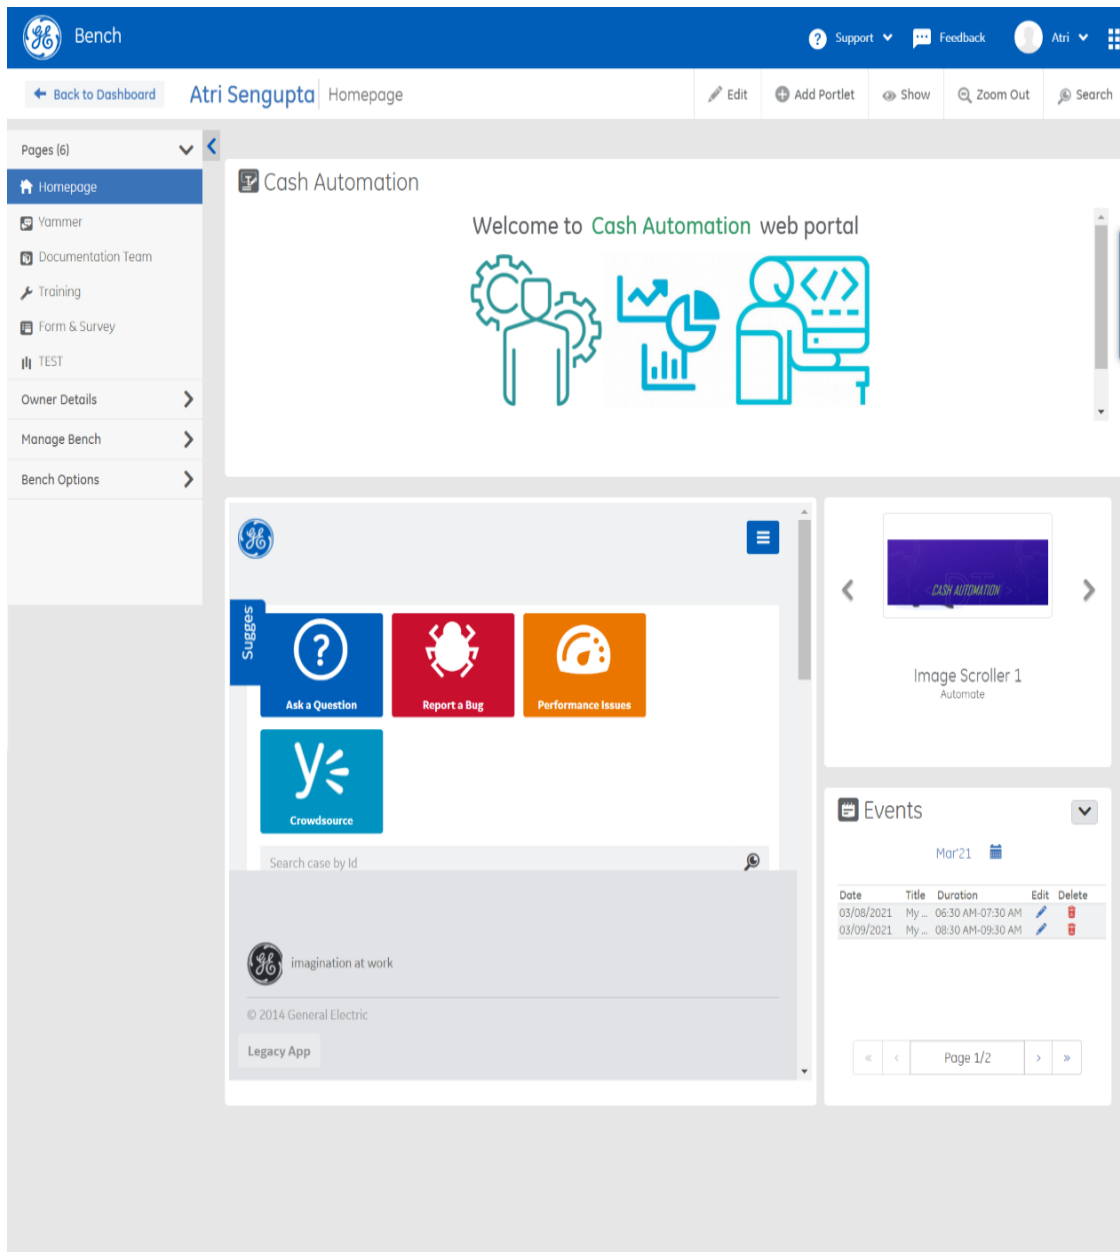 Bench
Support
Feedback
Atri
Back to Dashboard
Atri Sengupta
Homepage
Edit
Add Portlet
Show
Zoom Out
Search
Pages (6)
Homepage
Yammer
Documentation Team
Training
Form & Survey
TEST
Owner Details
Manage Bench
Bench Options
Cash Automation
Welcome to Cash Automation web portal
Sugges
Ask a Question
Report a Bug
Performance Issues
Crowdsource
Search case by Id
imagination at work
© 2014 General Electric
Legacy App
CASH AUTOMATION
Image Scroller 1
Automate
Events
Mar'21
Date Title Duration Edit Delete
03/08/2021 My ... 06:30 AM-07:30 AM
03/09/2021 My ... 08:30 AM-09:30 AM
« ‹ Page 1/2 › »